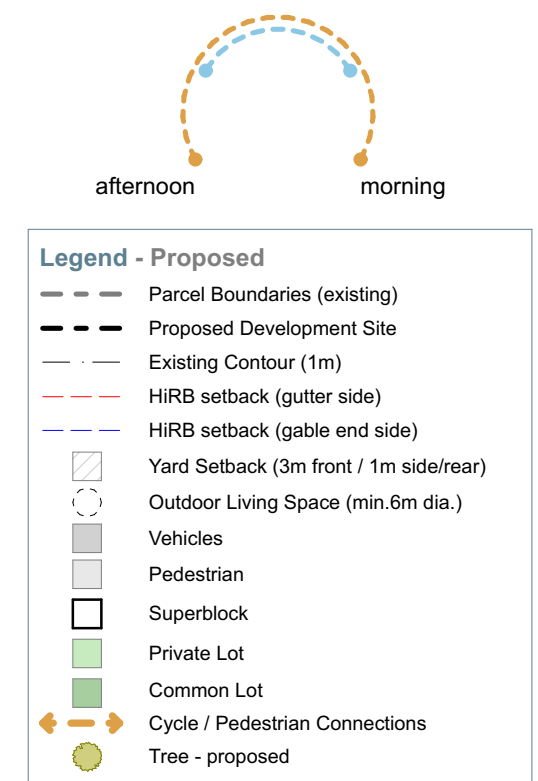 afternoon morning
Legend - Proposed
Parcel Boundaries (existing)
Proposed Development Site
Existing Contour (1m)
HiRB setback (gutter side)
HiRB setback (gable end side)
Yard Setback (3m front / 1m side/rear)
Outdoor Living Space (min.6m dia.)
Vehicles
Pedestrian
Superblock
Private Lot
Common Lot
Cycle / Pedestrian Connections
Tree - proposed